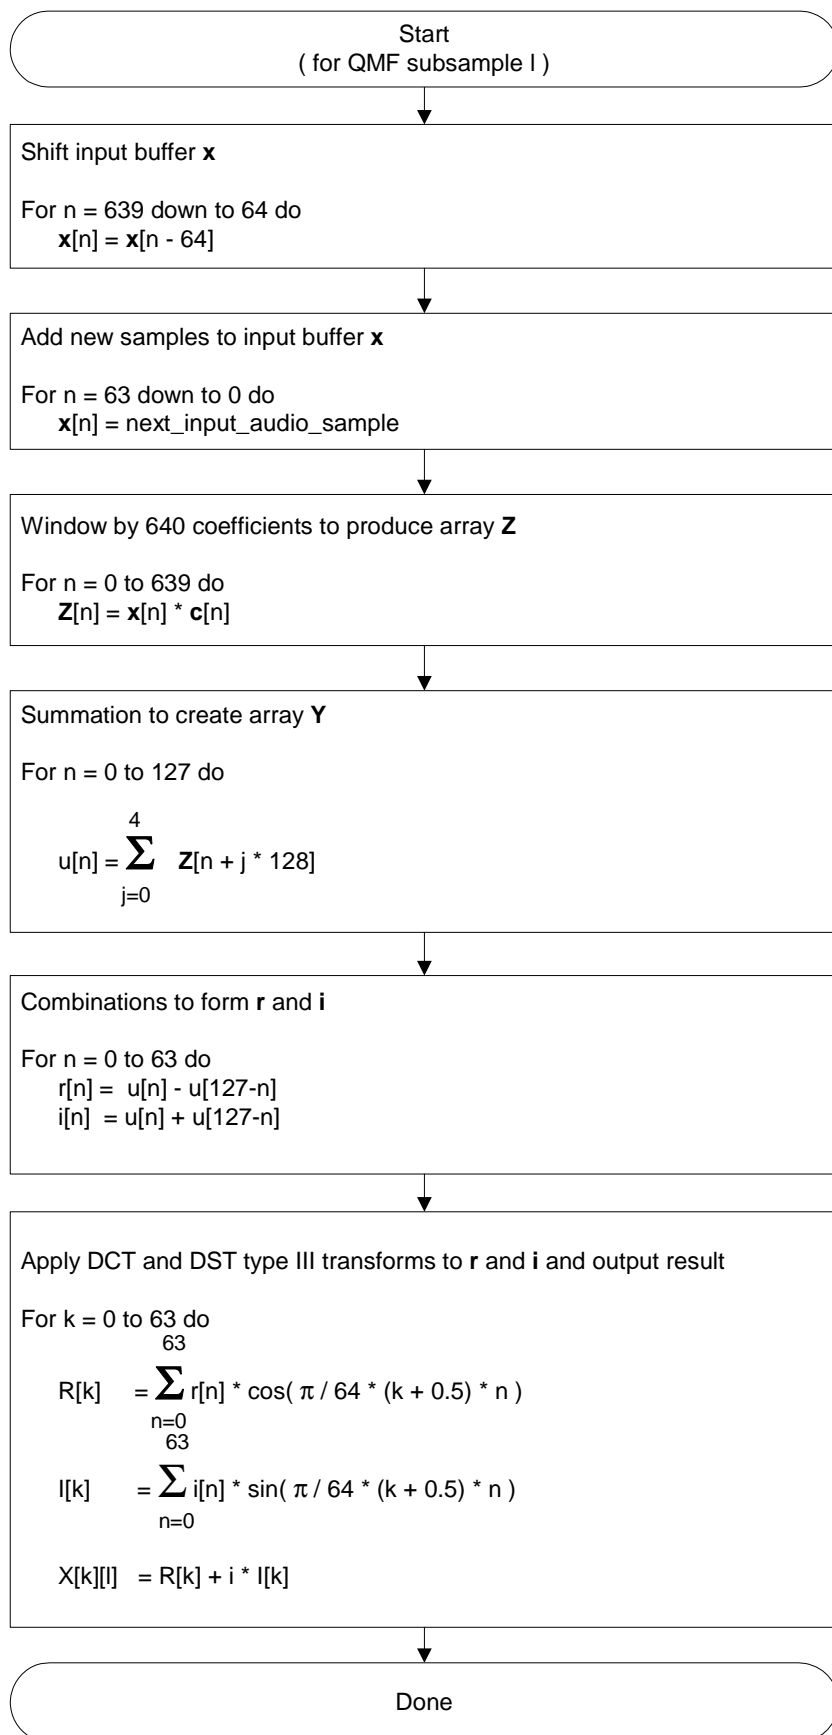 Start
( for QMF subsample l )
Shift input buffer x
For n = 639 down to 64 do
x[n] = x[n - 64]
Add new samples to input buffer x
For n = 63 down to 0 do
x[n] = next_input_audio_sample
Window by 640 coefficients to produce array Z
For n = 0 to 639 do
Z[n] = x[n] * c[n]
Summation to create array Y
For n = 0 to 127 do
4
u[n] = Σ Z[n + j * 128]
j=0
Combinations to form r and i
For n = 0 to 63 do
r[n] = u[n] - u[127-n]
i[n] = u[n] + u[127-n]
Apply DCT and DST type III transforms to r and i and output result
For k = 0 to 63 do
63
R[k] = Σ r[n] * cos( π / 64 * (k + 0.5) * n )
n=0
63
I[k] = Σ i[n] * sin( π / 64 * (k + 0.5) * n )
n=0
X[k][l] = R[k] + i * I[k]
Done